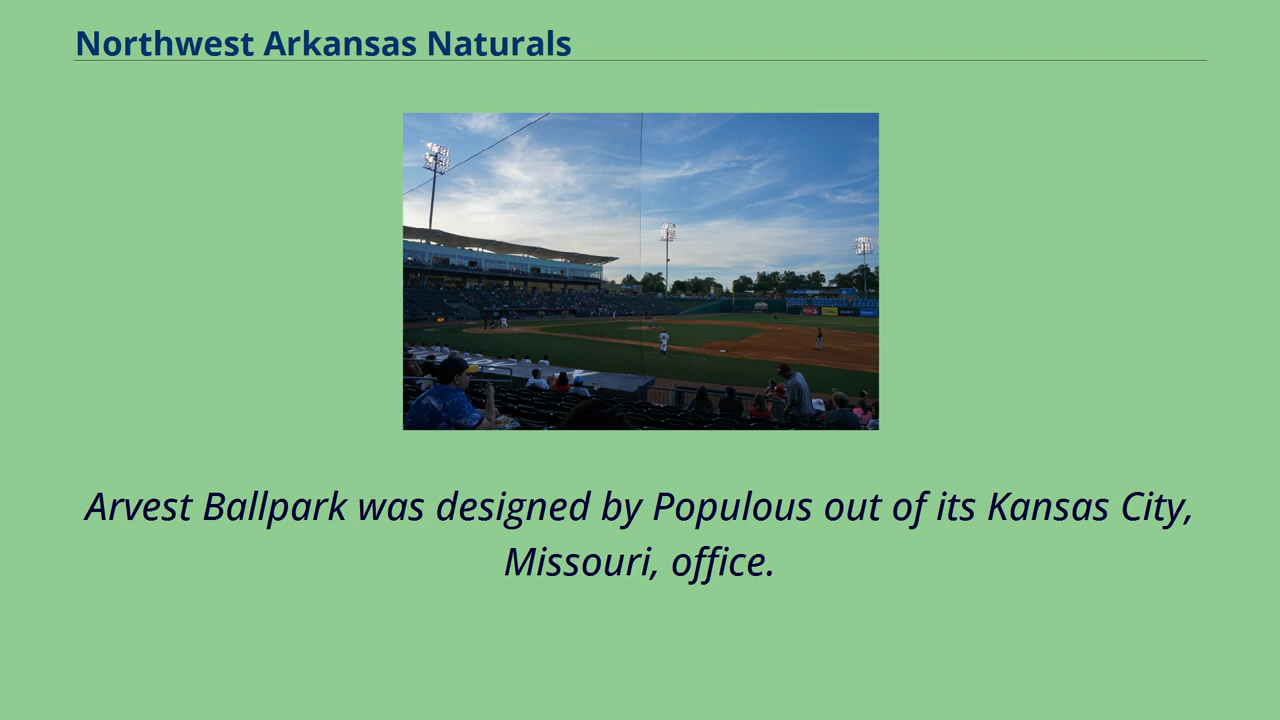 Northwest Arkansas Naturals
Arvest Ballpark was designed by Populous out of its Kansas City,
Missouri, office.